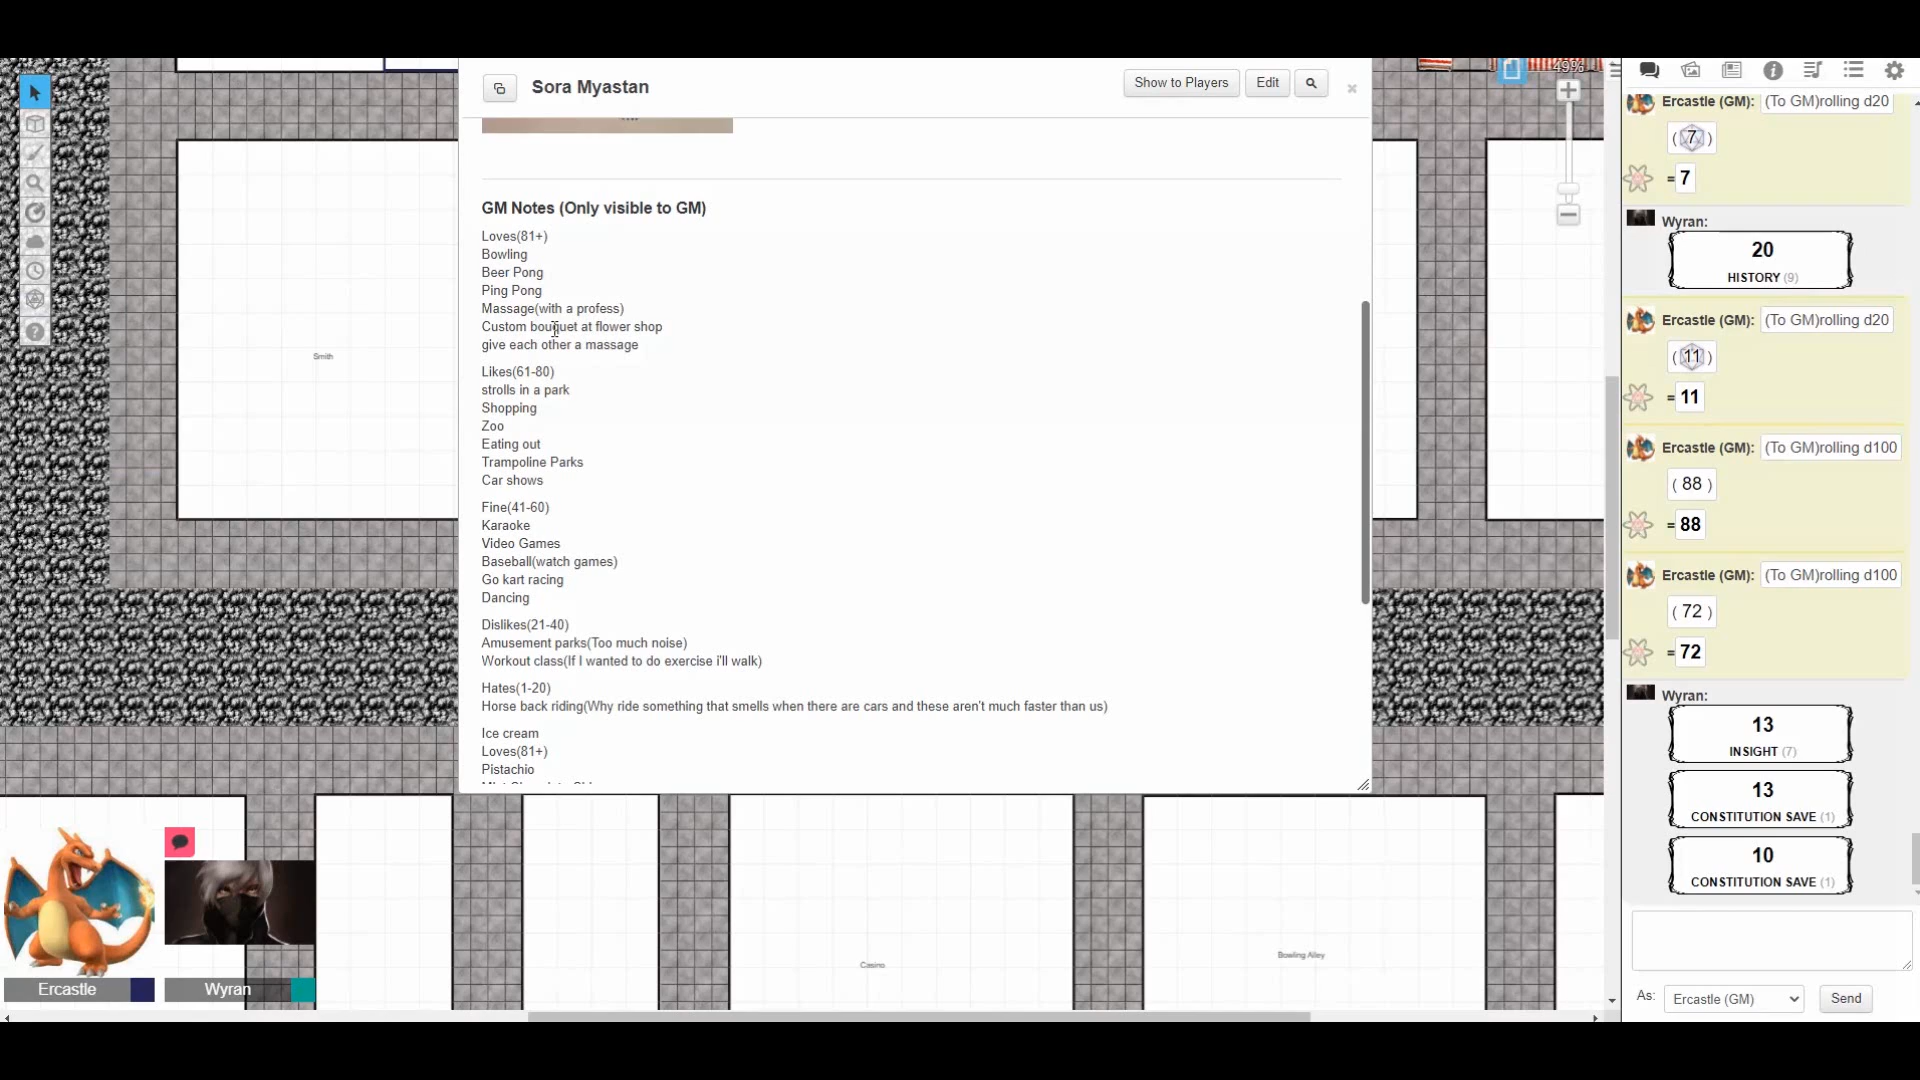 Sora Myastan
Show to Players
Edit
GM Notes (Only visible to GM)
Loves(81+)
Bowling
Beer Pong
Ping Pong
Massage(with a profess)
Custom bouquet at flower shop
give each other a massage
Likes(61-80)
strolls in a park
Shopping
Zoo
Eating out
Trampoline Parks
Car shows
Fine(41-60)
Karaoke
Video Games
Baseball(watch games)
Go kart racing
Dancing
Dislikes(21-40)
Amusement parks(Too much noise)
Workout class(If I wanted to do exercise i'll walk)
Hates(1-20)
Horse back riding(Why ride something that smells when there are cars and these aren't much faster than us)
Ice cream
Loves(81+)
Pistachio
Smith
Casino
Bowling Alley
Ercastle
Wyran
49%
Ercastle (GM): (To GM)rolling d20
( 7 )
= 7
Wyran:
20
HISTORY (9)
Ercastle (GM): (To GM)rolling d20
( 11 )
= 11
Ercastle (GM): (To GM)rolling d100
( 88 )
= 88
Ercastle (GM): (To GM)rolling d100
( 72 )
= 72
Wyran:
13
INSIGHT (7)
13
CONSTITUTION SAVE (1)
10
CONSTITUTION SAVE (1)
As: Ercastle (GM) Send